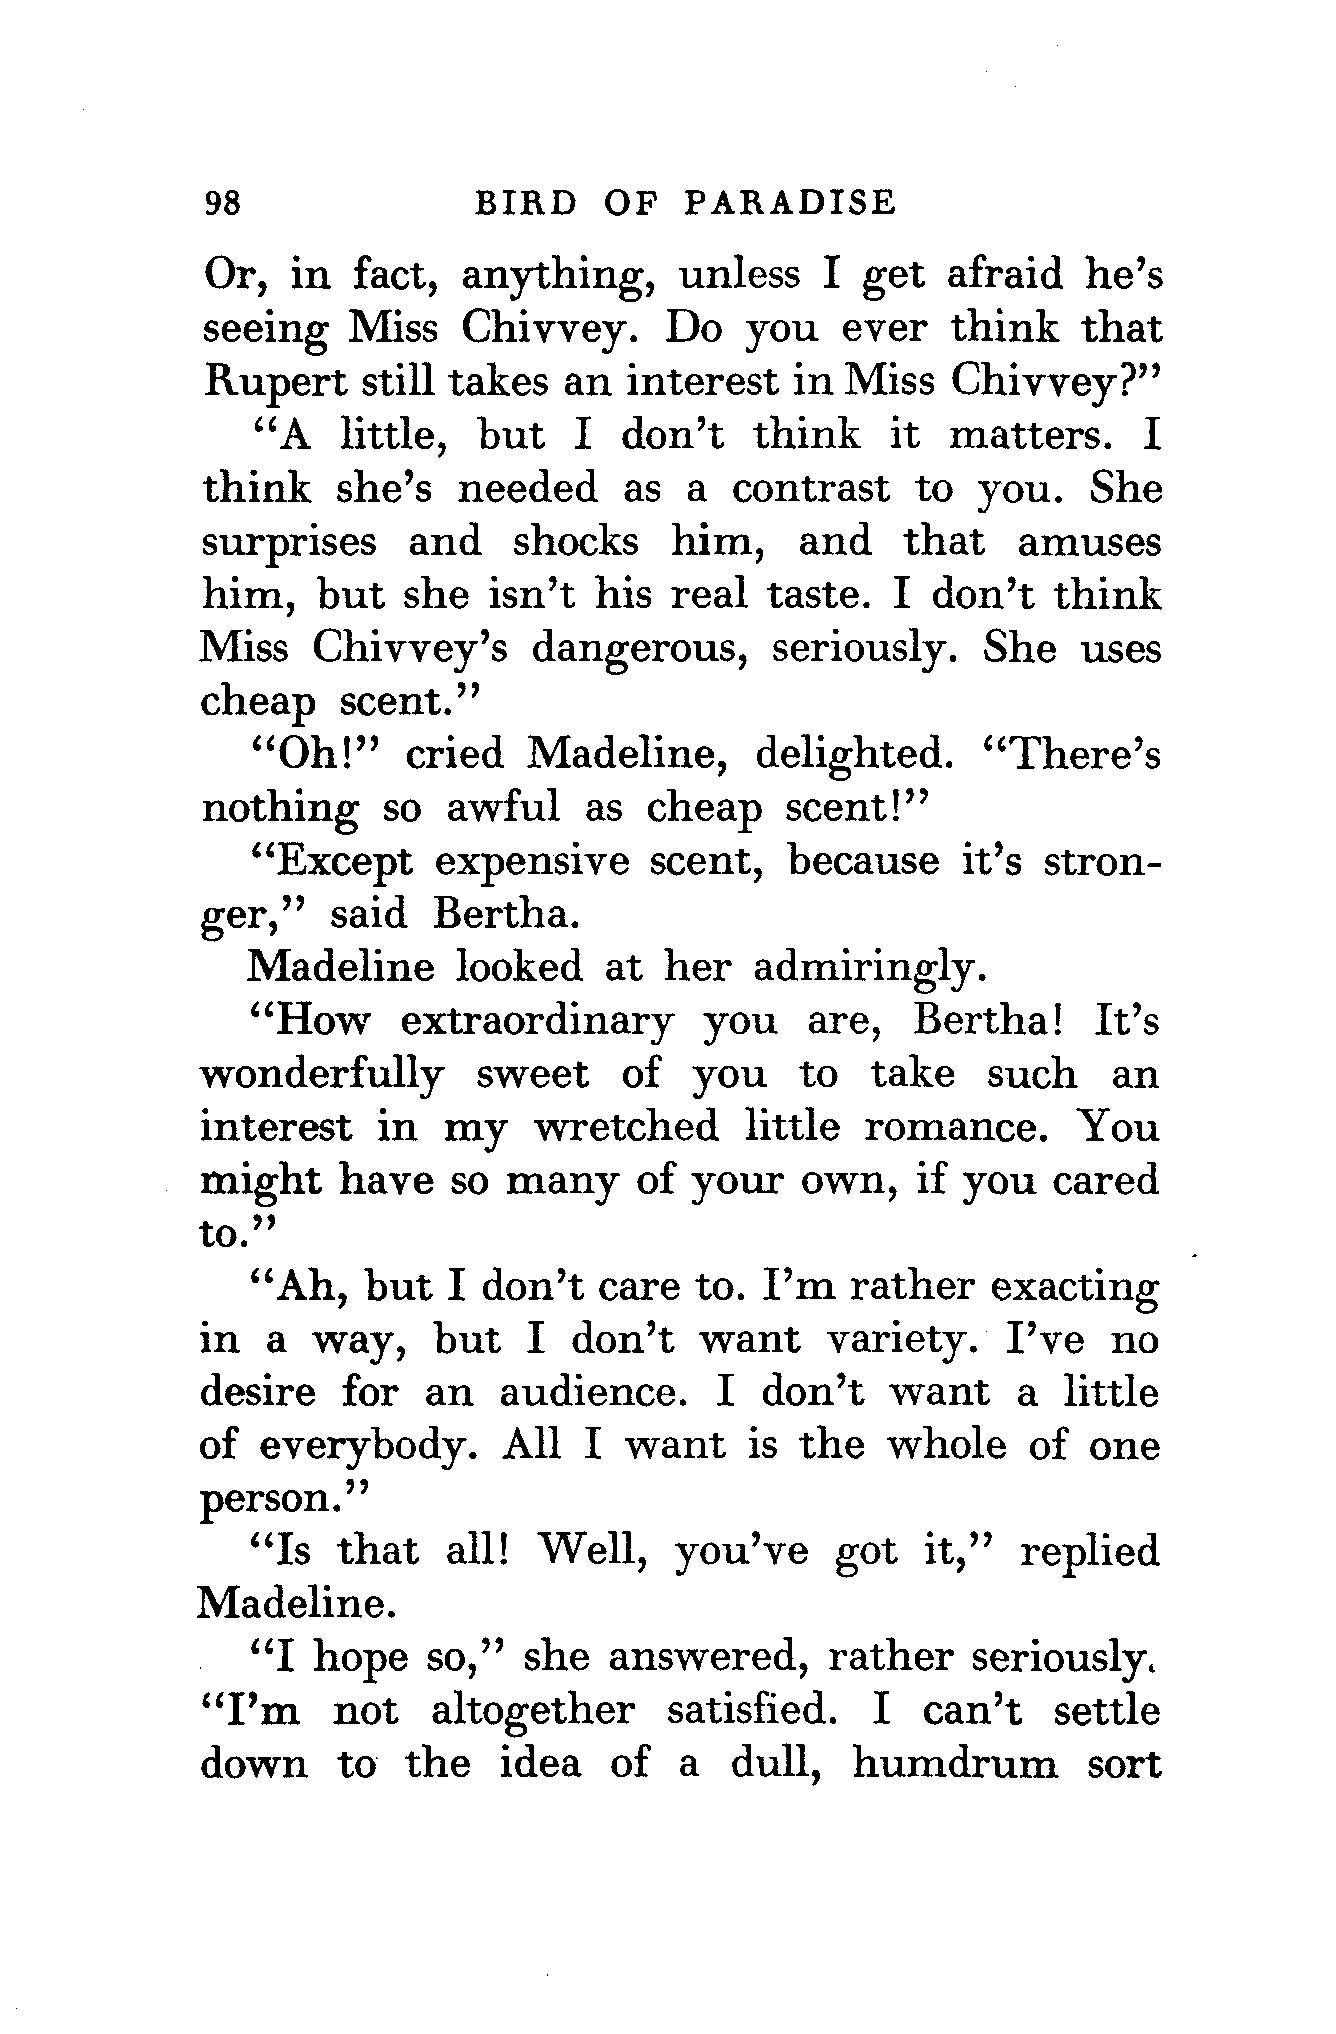 98 BIRD OF PARADISE
Or, in fact, anything, unless I get afraid he's
seeing Miss Chivvey. Do you ever think that
Rupert still takes an interest in Miss Chivvey?"
"A little, but I don't think it matters. I
think she's needed as a contrast to you. She
surprises and shocks him, and that amuses
him, but she isn't his real taste. I don't think
Miss Chivvey's dangerous, seriously. She uses
cheap scent."
"Oh!" cried Madeline, delighted. "There's
nothing so awful as cheap scent!"
"Except expensive scent, because it's stron-
ger," said Bertha.
Madeline looked at her admiringly.
"How extraordinary you are, Bertha! It's
wonderfully sweet of you to take such an
interest in my wretched little romance. You
might have so many of your own, if you cared
to."
"Ah, but I don't care to. I'm rather exacting
in a way, but I don't want variety. I've no
desire for an audience. I don't want a little
of everybody. All I want is the whole of one
person."
"Is that all! Well, you've got it," replied
Madeline.
"I hope so," she answered, rather seriously.
"I'm not altogether satisfied. I can't settle
down to the idea of a dull, humdrum sort